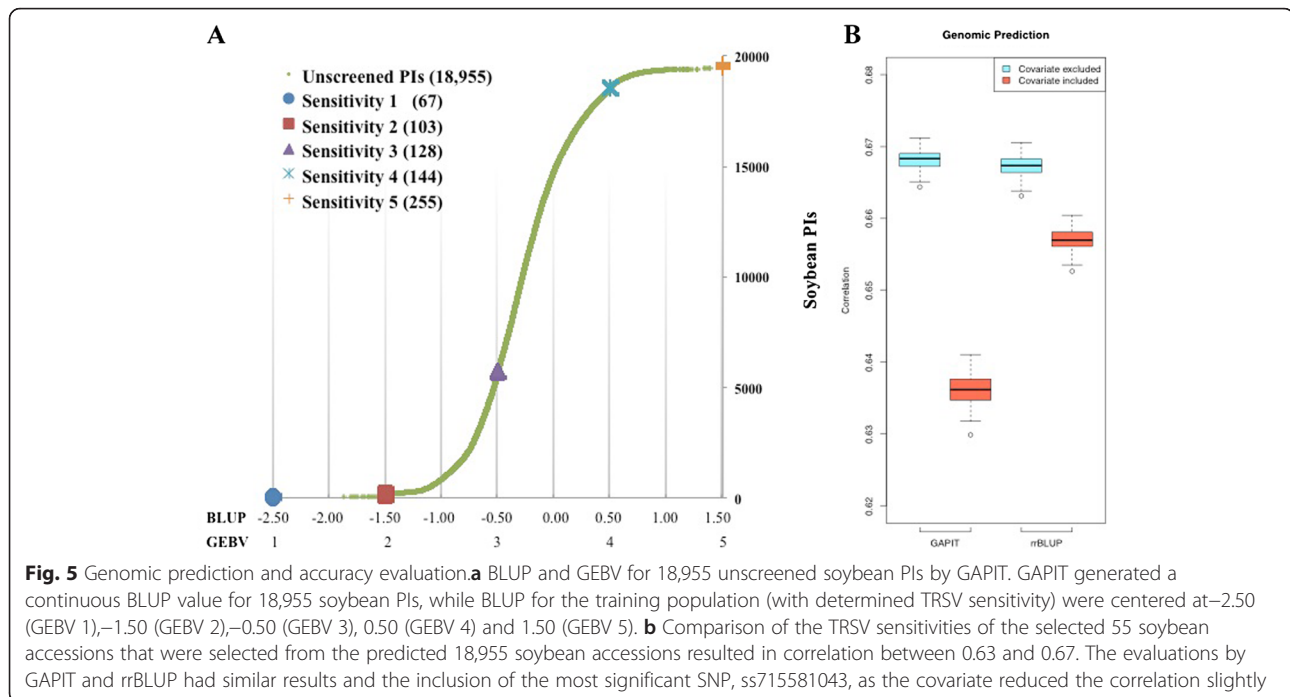 A
Unscreened PIs (18,955)
Sensitivity 1 (67)
Sensitivity 2 (103)
Sensitivity 3 (128)
Sensitivity 4 (144)
Sensitivity 5 (255)
20000
15000
10000
5000
0
Soybean PIs
BLUP -2.50 -2.00 -1.50 -1.00 -0.50 0.00 0.50 1.00 1.50
GEBV 1 2 3 4 5
B
Genomic Prediction
Covariate excluded
Covariate included
0.68
0.67
0.66
0.65
0.64
0.63
0.62
Correlation
GAPIT rrBLUP
Fig. 5 Genomic prediction and accuracy evaluation.a BLUP and GEBV for 18,955 unscreened soybean PIs by GAPIT. GAPIT generated a
continuous BLUP value for 18,955 soybean PIs, while BLUP for the training population (with determined TRSV sensitivity) were centered at−2.50
(GEBV 1),−1.50 (GEBV 2),−0.50 (GEBV 3), 0.50 (GEBV 4) and 1.50 (GEBV 5). b Comparison of the TRSV sensitivities of the selected 55 soybean
accessions that were selected from the predicted 18,955 soybean accessions resulted in correlation between 0.63 and 0.67. The evaluations by
GAPIT and rrBLUP had similar results and the inclusion of the most significant SNP, ss715581043, as the covariate reduced the correlation slightly